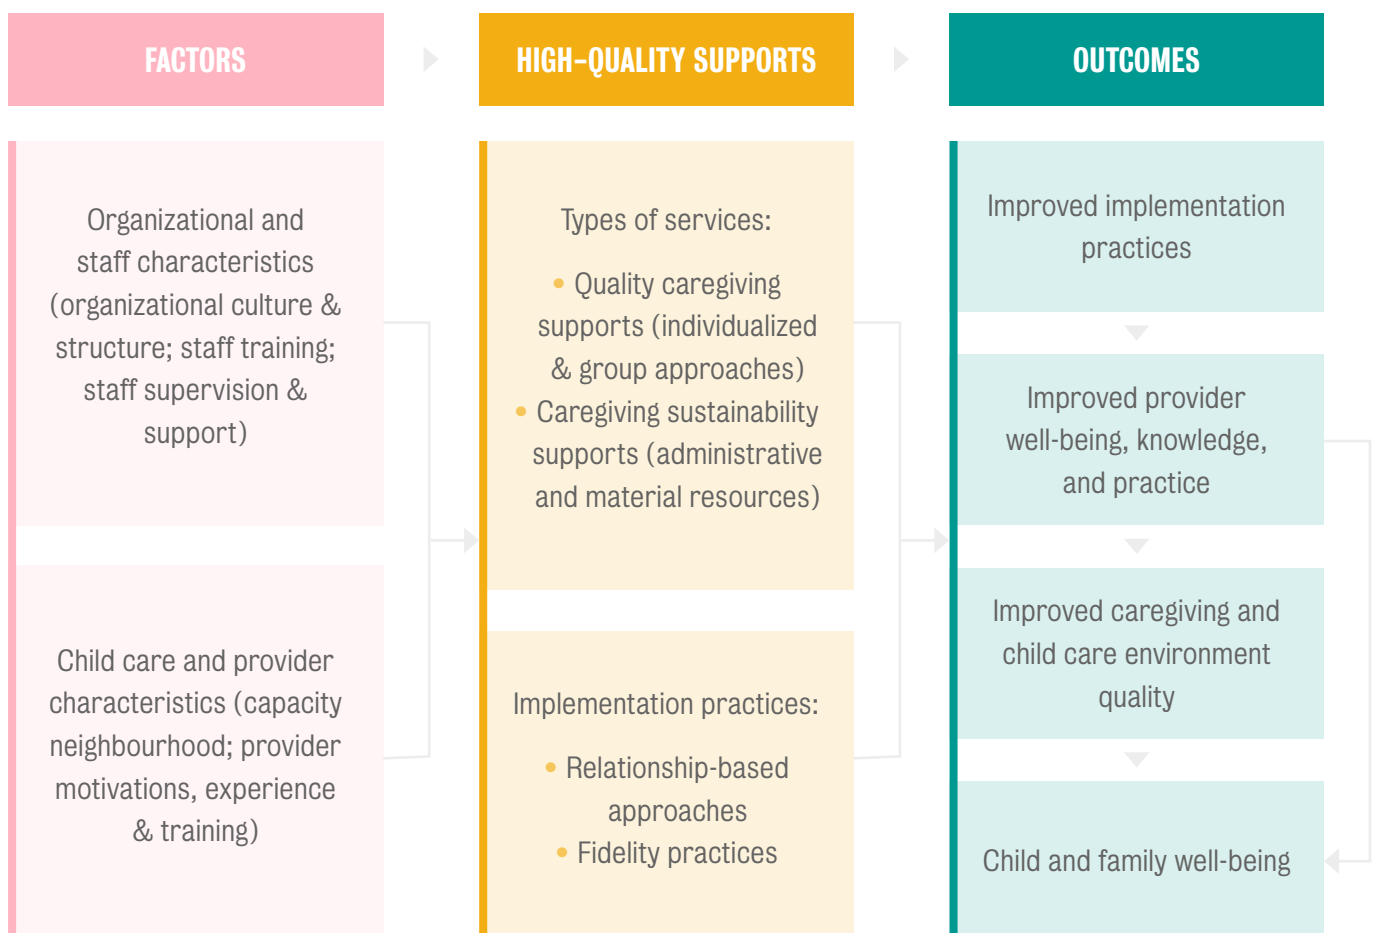 FACTORS
HIGH-QUALITY SUPPORTS
OUTCOMES
Organizational and
staff characteristics
(organizational culture &
structure; staff training;
staff supervision &
support)
Child care and provider
characteristics (capacity
neighbourhood; provider
motivations, experience
& training)
Types of services:
• Quality caregiving
supports (individualized
& group approaches)
• Caregiving sustainability
supports (administrative
and material resources)
Implementation practices:
• Relationship-based
approaches
• Fidelity practices
Improved implementation
practices
Improved provider
well-being, knowledge,
and practice
Improved caregiving and
child care environment
quality
Child and family well-being